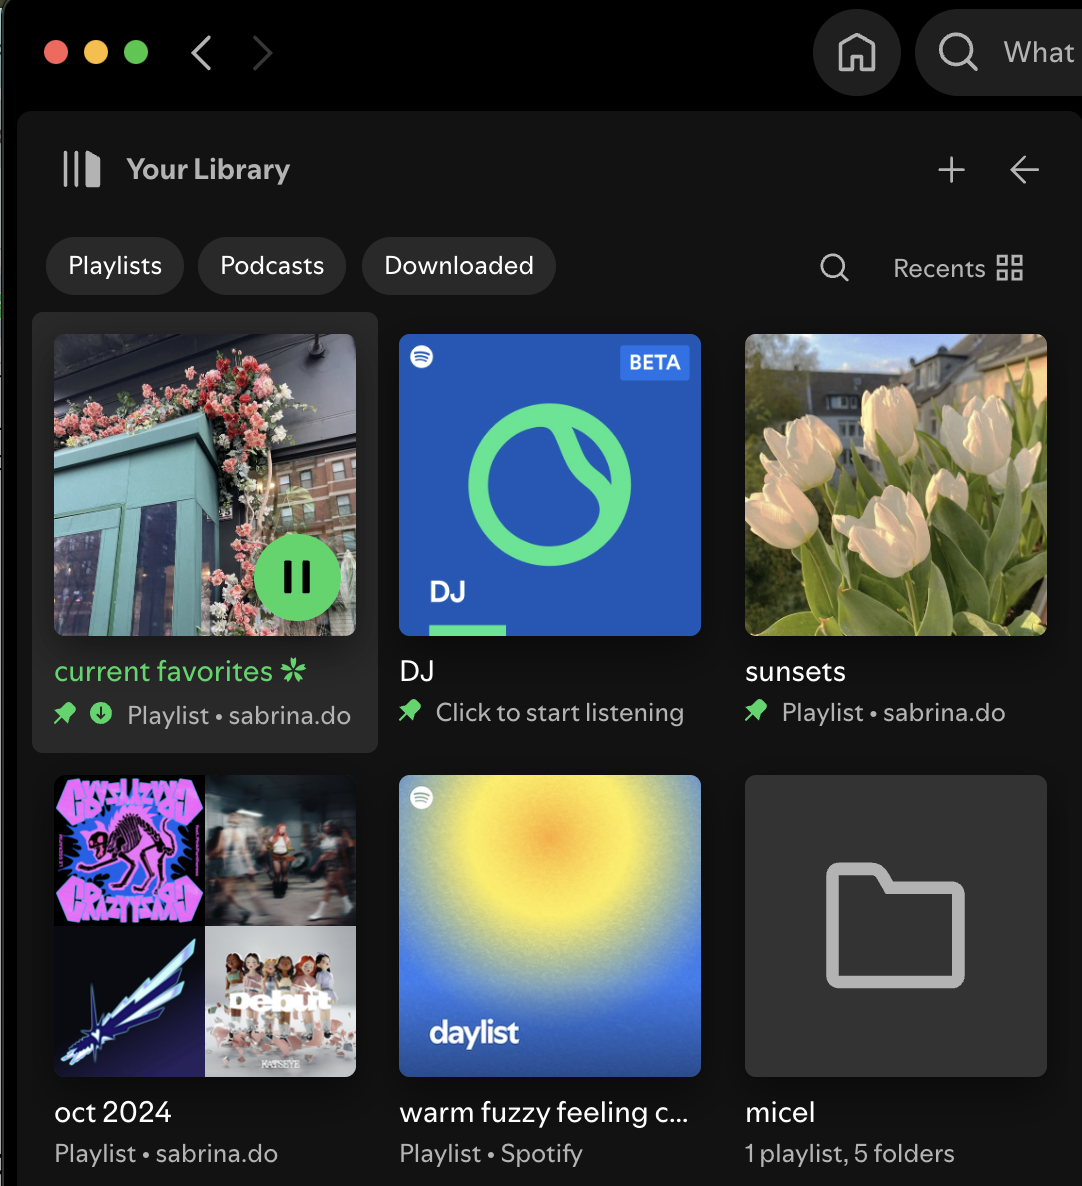 What
Your Library
Playlists
Podcasts
Downloaded
Recents
BETA
DJ
current favorites
DJ
sunsets
Playlist • sabrina.do
Click to start listening
Playlist • sabrina.do
Debut
KATSEYE
daylist
oct 2024
warm fuzzy feeling c...
micel
Playlist • sabrina.do
Playlist • Spotify
1 playlist, 5 folders